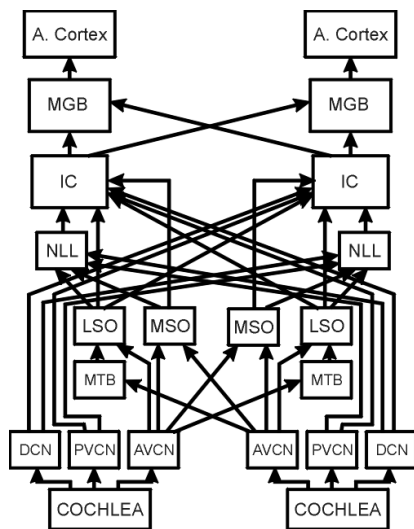 A. Cortex A. Cortex
MGB MGB
IC IC
NLL NLL
LSO MSO MSO LSO
MTB MTB
DCN PVCN AVCN AVCN PVCN DCN
COCHLEA COCHLEA